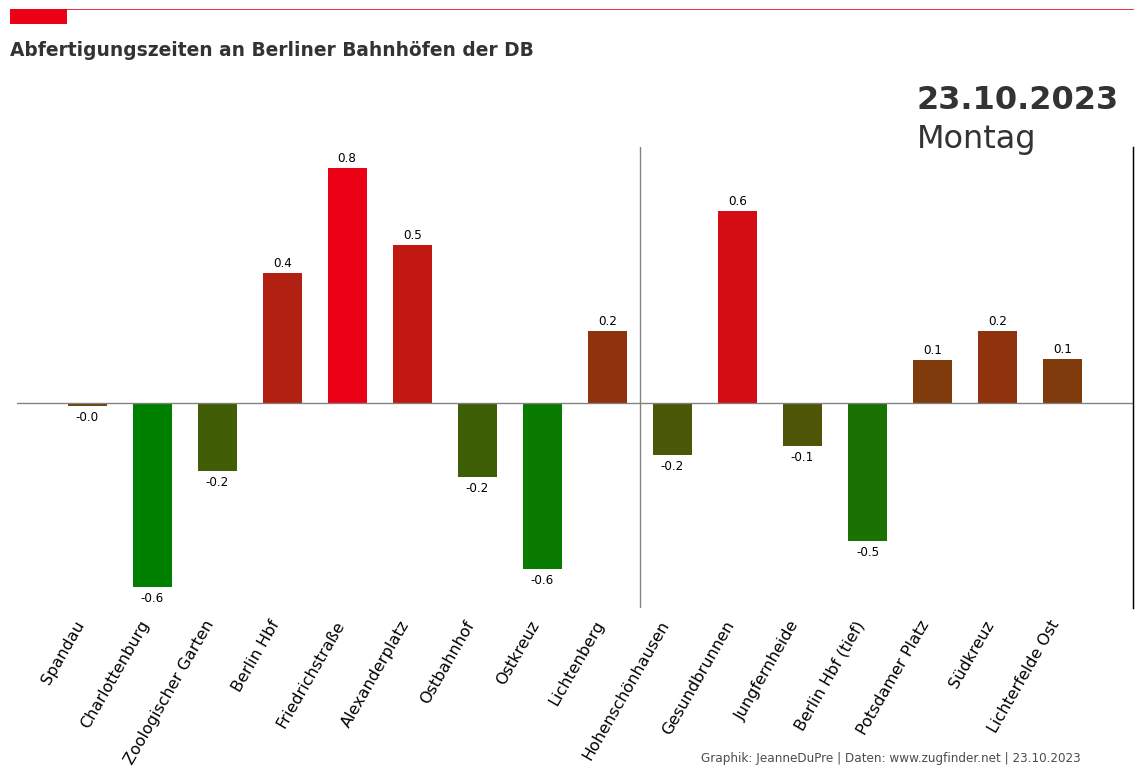 Abfertigungszeiten an Berliner Bahnhöfen der DB
23.10.2023
Montag
0.8
0.6
0.5
0.4
0.2
0.2
0.1
0.1
-0.0
-0.2
-0.2
-0.2
-0.1
-0.5
-0.6
-0.6
Spandau
Charlottenburg
Zoologischer Garten
Berlin Hbf
Friedrichstraße
Alexanderplatz
Ostbahnhof
Ostkreuz
Lichtenberg
Hohenschönhausen
Gesundbrunnen
Jungfernheide
Berlin Hbf (tief)
Potsdamer Platz
Südkreuz
Lichterfelde Ost
Graphik: JeanneDuPre | Daten: www.zugfinder.net | 23.10.2023